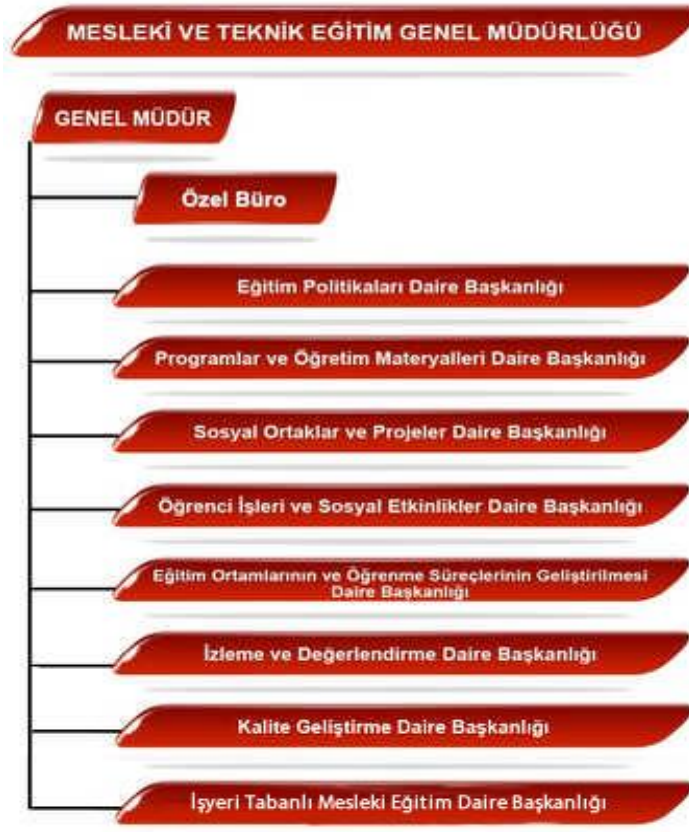 MESLEKİ VE TEKNİK EĞİTİM GENEL MÜDÜRLÜĞÜ
GENEL MÜDÜR
Özel Büro
Eğitim Politikaları Daire Başkanlığı
Programlar ve Öğretim Materyalleri Daire Başkanlığı
Sosyal Ortaklar ve Projeler Daire Başkanlığı
Öğrenci İşleri ve Sosyal Etkinlikler Daire Başkanlığı
Eğitim Ortamlarının ve Öğrenme Süreçlerinin Geliştirilmesi
Daire Başkanlığı
İzleme ve Değerlendirme Daire Başkanlığı
Kalite Geliştirme Daire Başkanlığı
İşyeri Tabanlı Mesleki Eğitim Daire Başkanlığı